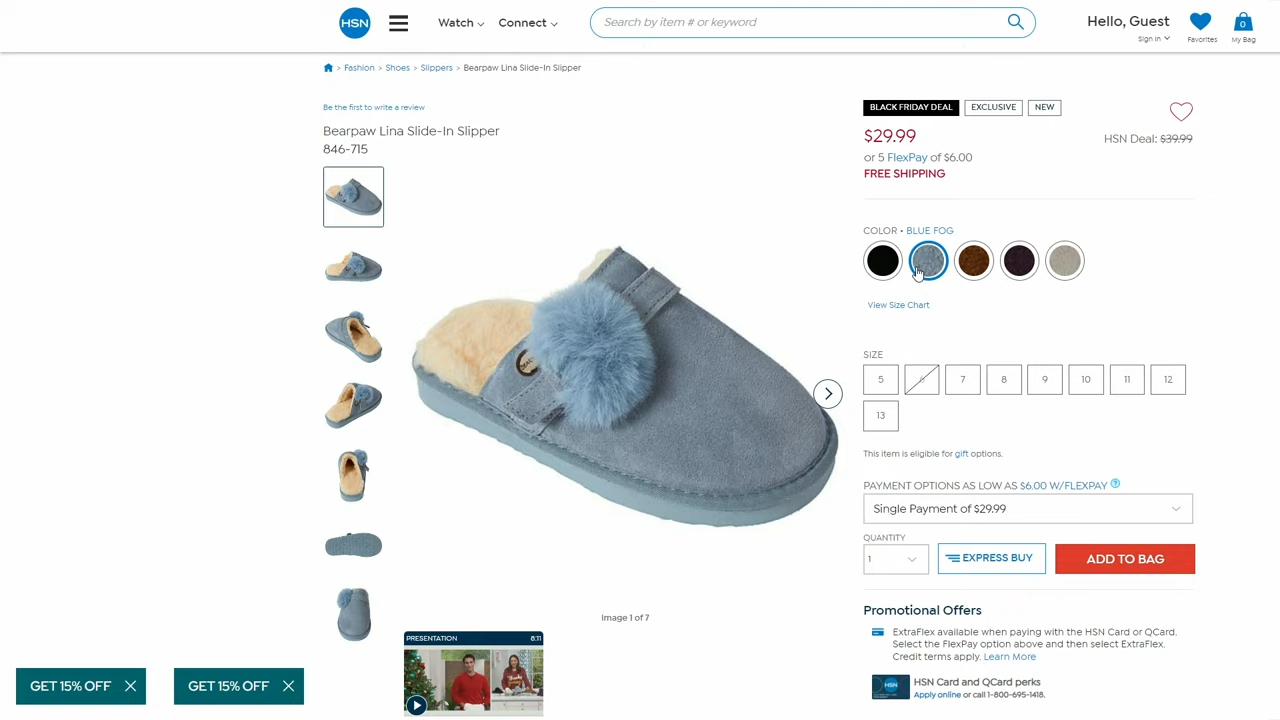 HSN
Watch
Connect
Search by item # or keyword
Hello, Guest
Sign in
Favorites
0
My Bag
> Fashion > Shoes > Slippers > Bearpaw Lina Slide-In Slipper
Be the first to write a review
Bearpaw Lina Slide-In Slipper
846-715
BLACK FRIDAY DEAL
EXCLUSIVE
NEW
$29.99
HSN Deal: $39.99
or 5 FlexPay of $6.00
FREE SHIPPING
COLOR • BLUE FOG
View Size Chart
SIZE
5
6
7
8
9
10
11
12
13
This item is eligible for gift options.
PAYMENT OPTIONS AS LOW AS $6.00 W/FLEXPAY ?
Single Payment of $29.99
QUANTITY
1
EXPRESS BUY
ADD TO BAG
Promotional Offers
ExtraFlex available when paying with the HSN Card or QCard.
Select the FlexPay option above and then select ExtraFlex.
Credit terms apply. Learn More
HSN
HSN Card and QCard perks
Apply online or call 1-800-695-1418.
Image 1 of 7
PRESENTATION
8:11
GET 15% OFF
GET 15% OFF